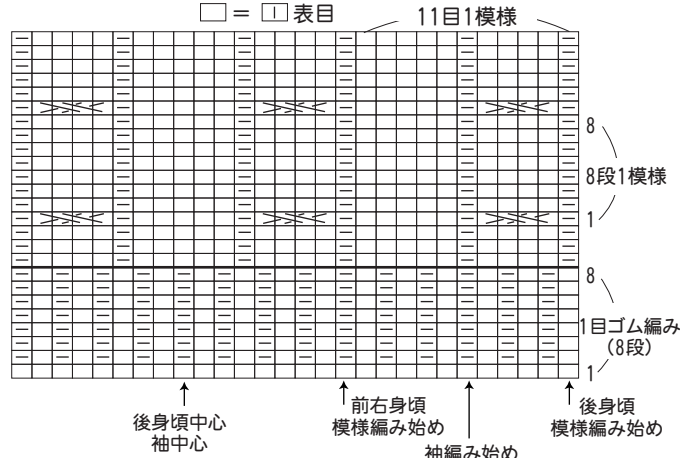 □ = 丨 表目
11目1模様
8
8段1模様
1
8
1目ゴム編み
(8段)
1
後身頃中心
袖中心
前右身頃
模様編み始め
袖編み始め
後身頃
模様編み始め